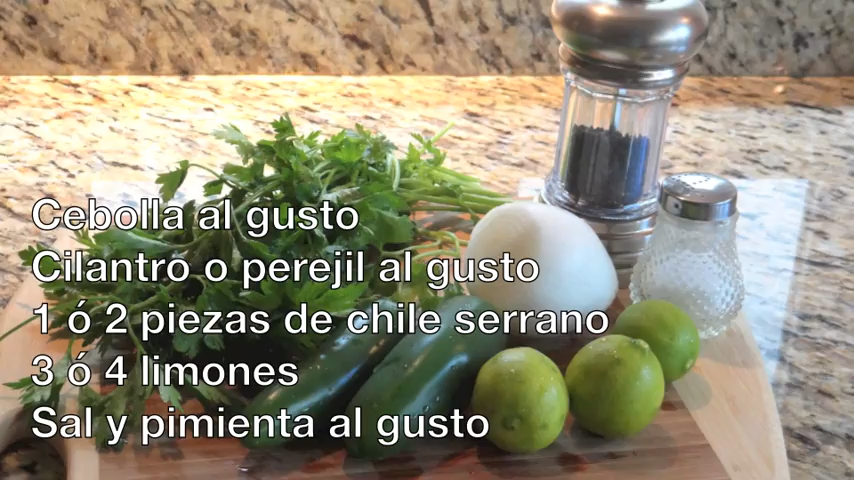 Cebolla al gusto
Cilantro o perejil al gusto
1 ó 2 piezas de chile serrano
3 ó 4 limones
Sal y pimienta al gusto